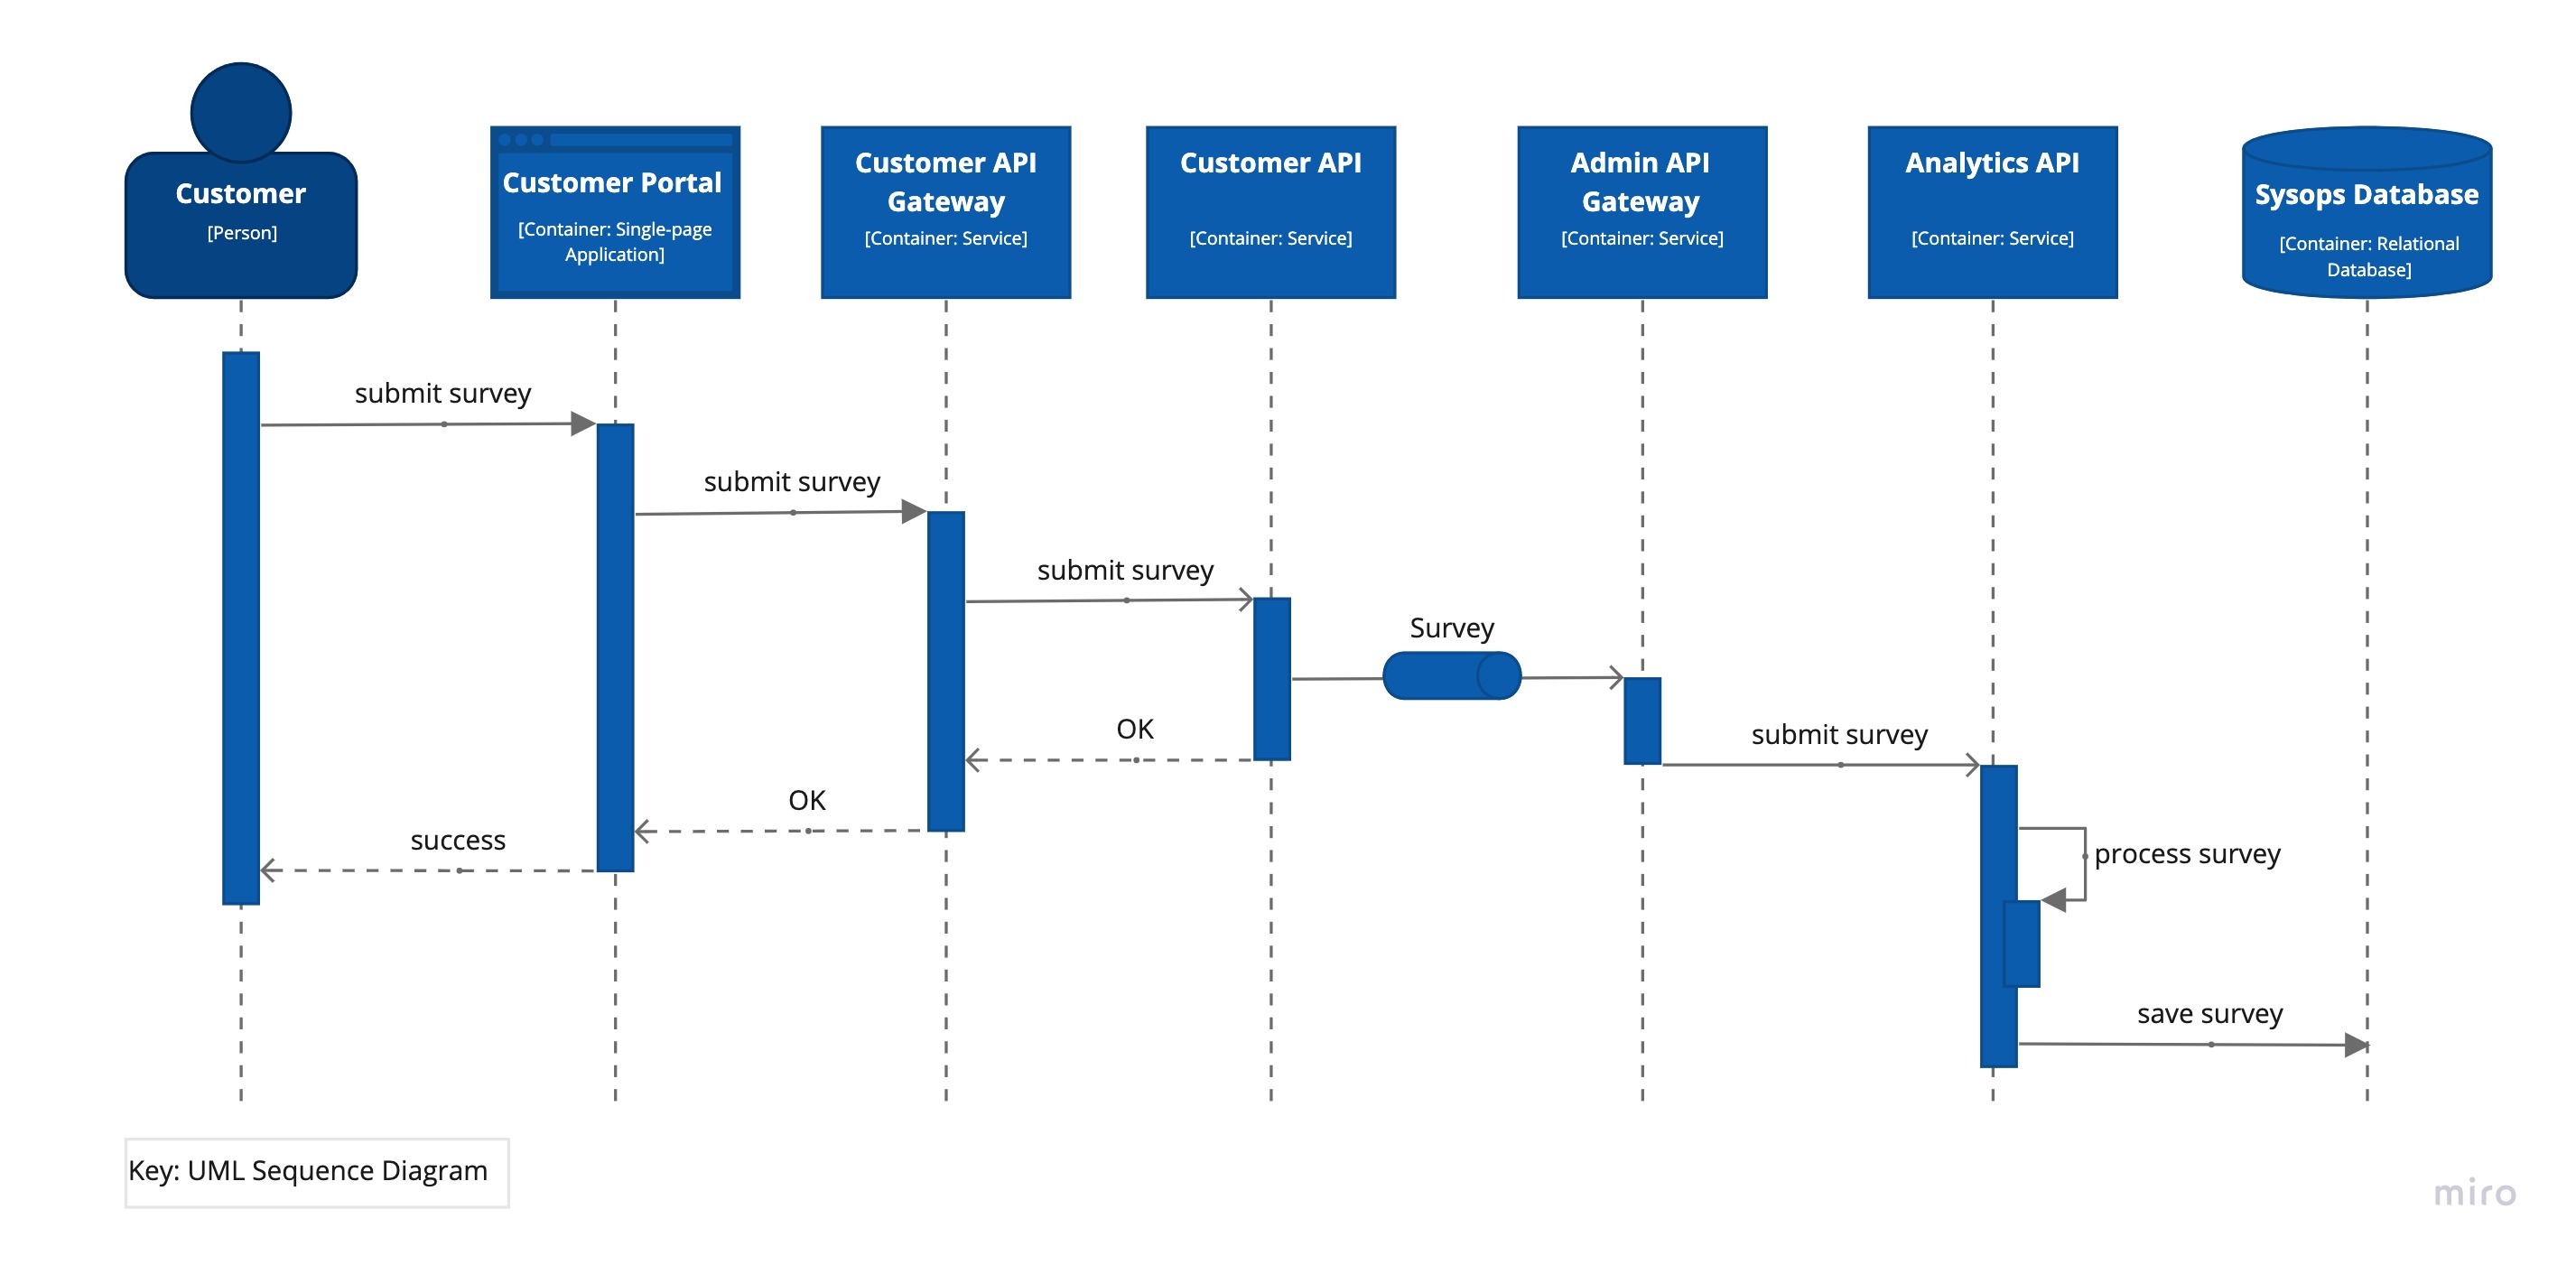 Customer
[Person]
Customer Portal
[Container: Single-page
Application]
Customer API
Gateway
[Container: Service]
Customer API
[Container: Service]
Admin API
Gateway
[Container: Service]
Analytics API
[Container: Service]
Sysops Database
[Container: Relational
Database]
submit survey
submit survey
submit survey
Survey
OK
submit survey
OK
success
process survey
save survey
Key: UML Sequence Diagram
miro